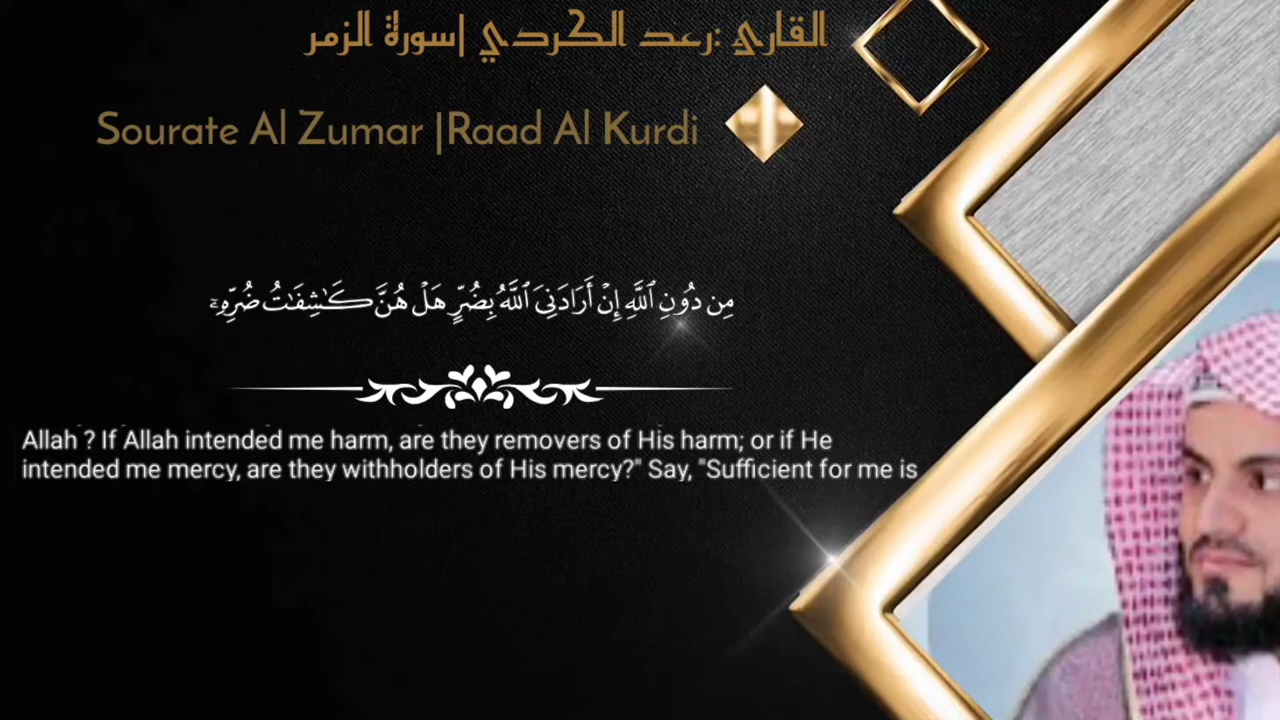 القارئ :رعد الكردي |سورة الزمر
Sourate Al Zumar |Raad Al Kurdi
مِن دُونِ ٱللَّهِ إِنْ أَرَادَنِىَ ٱللَّهُ بِضُرٍّ هَلْ هُنَّ كَـٰشِفَـٰتُ ضُرِّهِۦٓ
Allah ? If Allah intended me harm, are they removers of His harm; or if He
intended me mercy, are they withholders of His mercy?" Say, "Sufficient for me is